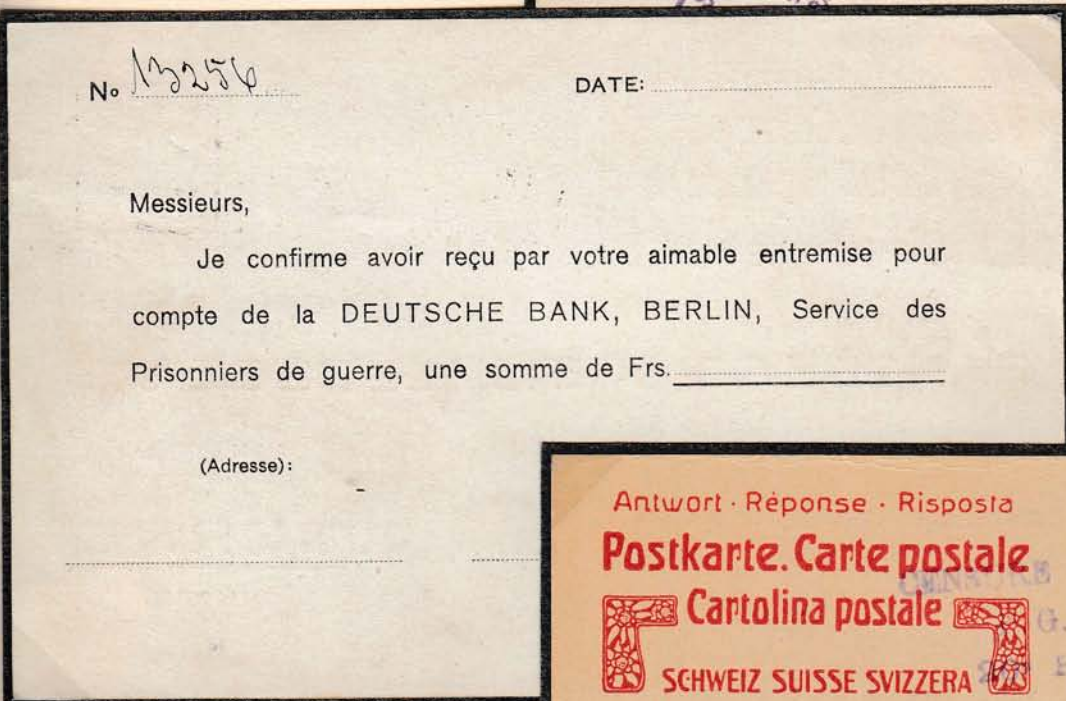 No 13256
DATE:
Messieurs,
Je confirme avoir reçu par votre aimable entremise pour
compte de la DEUTSCHE BANK, BERLIN, Service des
Prisonniers de guerre, une somme de Frs.
(Adresse):
Antwort · Réponse · Risposta
Postkarte. Carte postale
Cartolina postale
SCHWEIZ SUISSE SVIZZERA
CENSURE
G.